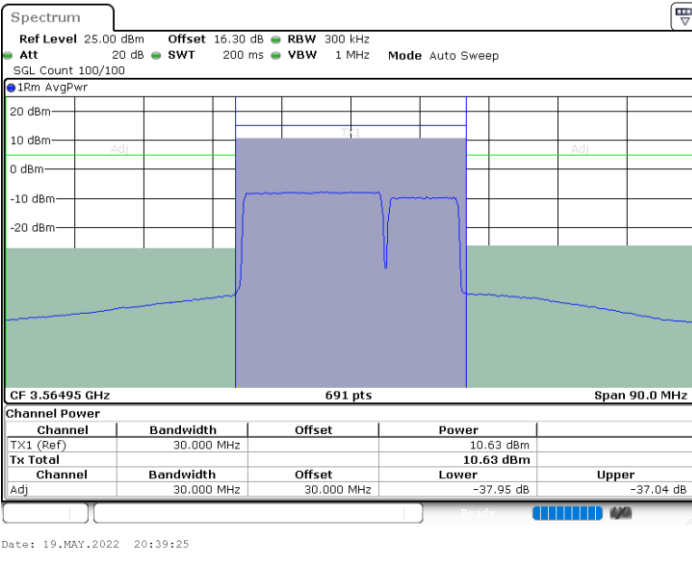 Spectrum
Ref Level 25.00 dBm Offset 16.30 dB RBW 300 kHz
Att 20 dB SWT 200 ms VBW 1 MHz Mode Auto Sweep
SGL Count 100/100
1Rm AvgPwr
20 dBm
TX1
10 dBm
Adj Adj
0 dBm
-10 dBm
-20 dBm
CF 3.56495 GHz 691 pts Span 90.0 MHz
Channel Power
Channel Bandwidth Offset Power
TX1 (Ref) 30.000 MHz 10.63 dBm
Tx Total 10.63 dBm
Channel Bandwidth Offset Lower Upper
Adj 30.000 MHz 30.000 MHz -37.95 dB -37.04 dB
Ready
Date: 19.MAY.2022 20:39:25